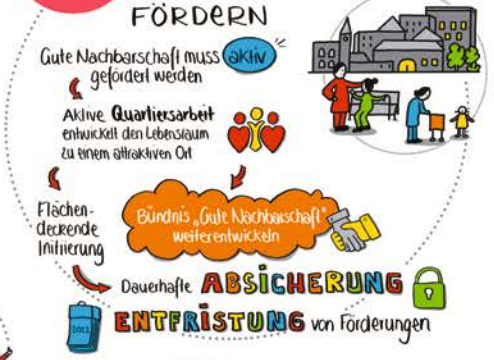 FÖRDERN
Gute Nachbarschaft muss aktiv
gefördert werden
Aktive Quartiersarbeit
entwickelt den Lebensraum
zu einem attraktiven Ort
Flächen-
deckende
Initiierung
Bündnis „Gute Nachbarschaft"
weiterentwickeln
Dauerhafte ABSICHERUNG
ENTFRISTUNG von Förderungen